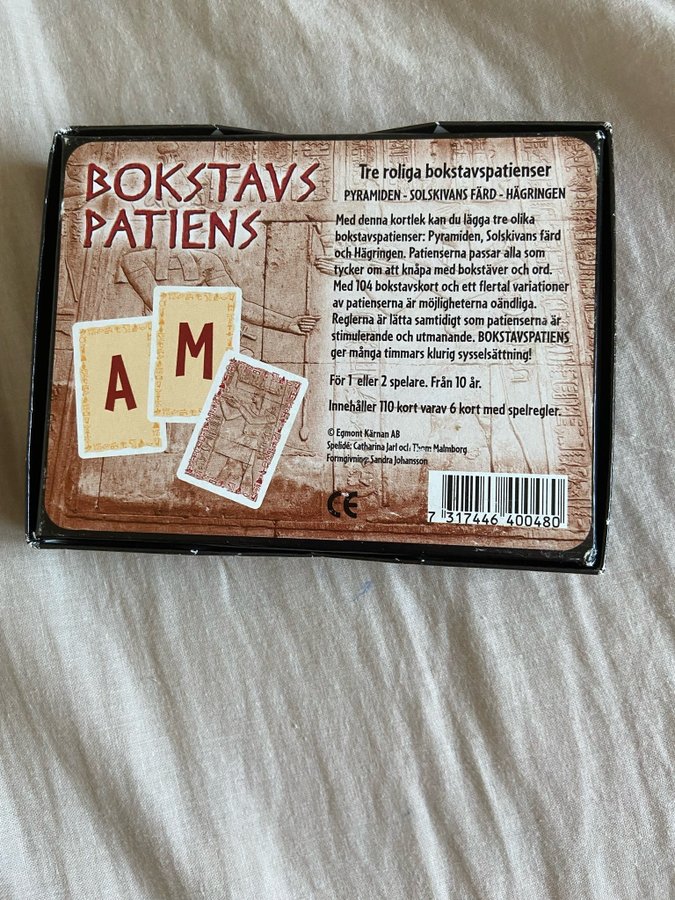 BOKSTAVS
PATIENS
A
M
Tre roliga bokstavspatienser
PYRAMIDEN - SOLSKIVANS FÄRD - HÄGRINGEN
Med denna kortlek kan du lägga tre olika
bokstavspatienser: Pyramiden, Solskivans färd
och Hägringen. Patienserna passar alla som
tycker om att knåpa med bokstäver och ord.
Med 104 bokstavskort och ett flertal variationer
av patienserna är möjligheterna oändliga.
Reglerna är lätta samtidigt som patienserna är
stimulerande och utmanande. BOKSTAVSPATIENS
ger många timmars klurig sysselsättning!
För 1 eller 2 spelare. Från 10 år.
Innehåller 110 kort varav 6 kort med spelregler.
© Egmont Kärnan AB
Spelidé: Catharina Jarl och Thom Malmborg
Formgivning: Sandra Johansson
CE
7 317446 400480